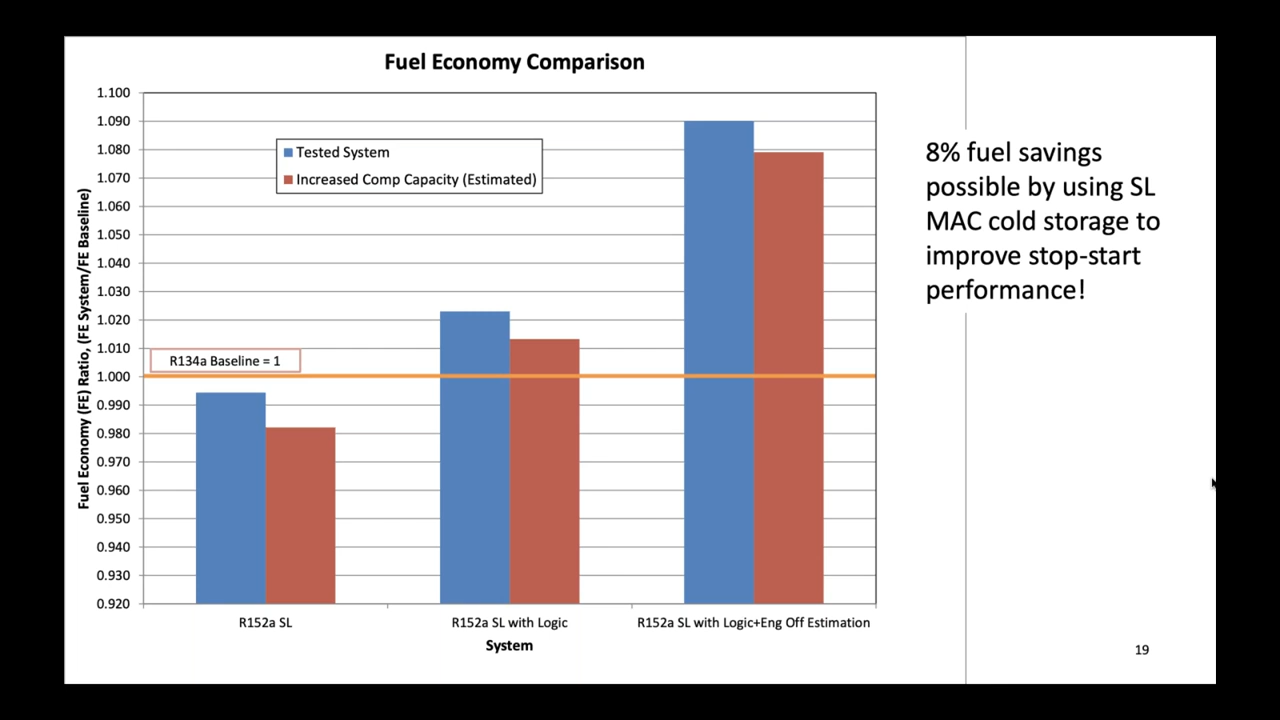 Fuel Economy Comparison
1.100
1.090
1.080
1.070
1.060
1.050
1.040
1.030
1.020
1.010
1.000
0.990
0.980
0.970
0.960
0.950
0.940
0.930
0.920
Fuel Economy (FE) Ratio, (FE System/FE Baseline)
Tested System
Increased Comp Capacity (Estimated)
R134a Baseline = 1
R152a SL
R152a SL with Logic
R152a SL with Logic+Eng Off Estimation
System
8% fuel savings
possible by using SL
MAC cold storage to
improve stop-start
performance!
19